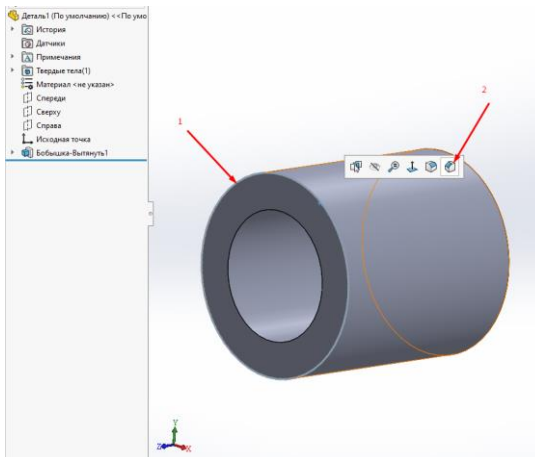 Деталь1 (По умолчанию) <<По умо
История
Датчики
Примечания
Твердые тела(1)
Материал <не указан>
Спереди
Сверху
Справа
Исходная точка
Бобышка-Вытянуть1
1
2
Y
Z
X